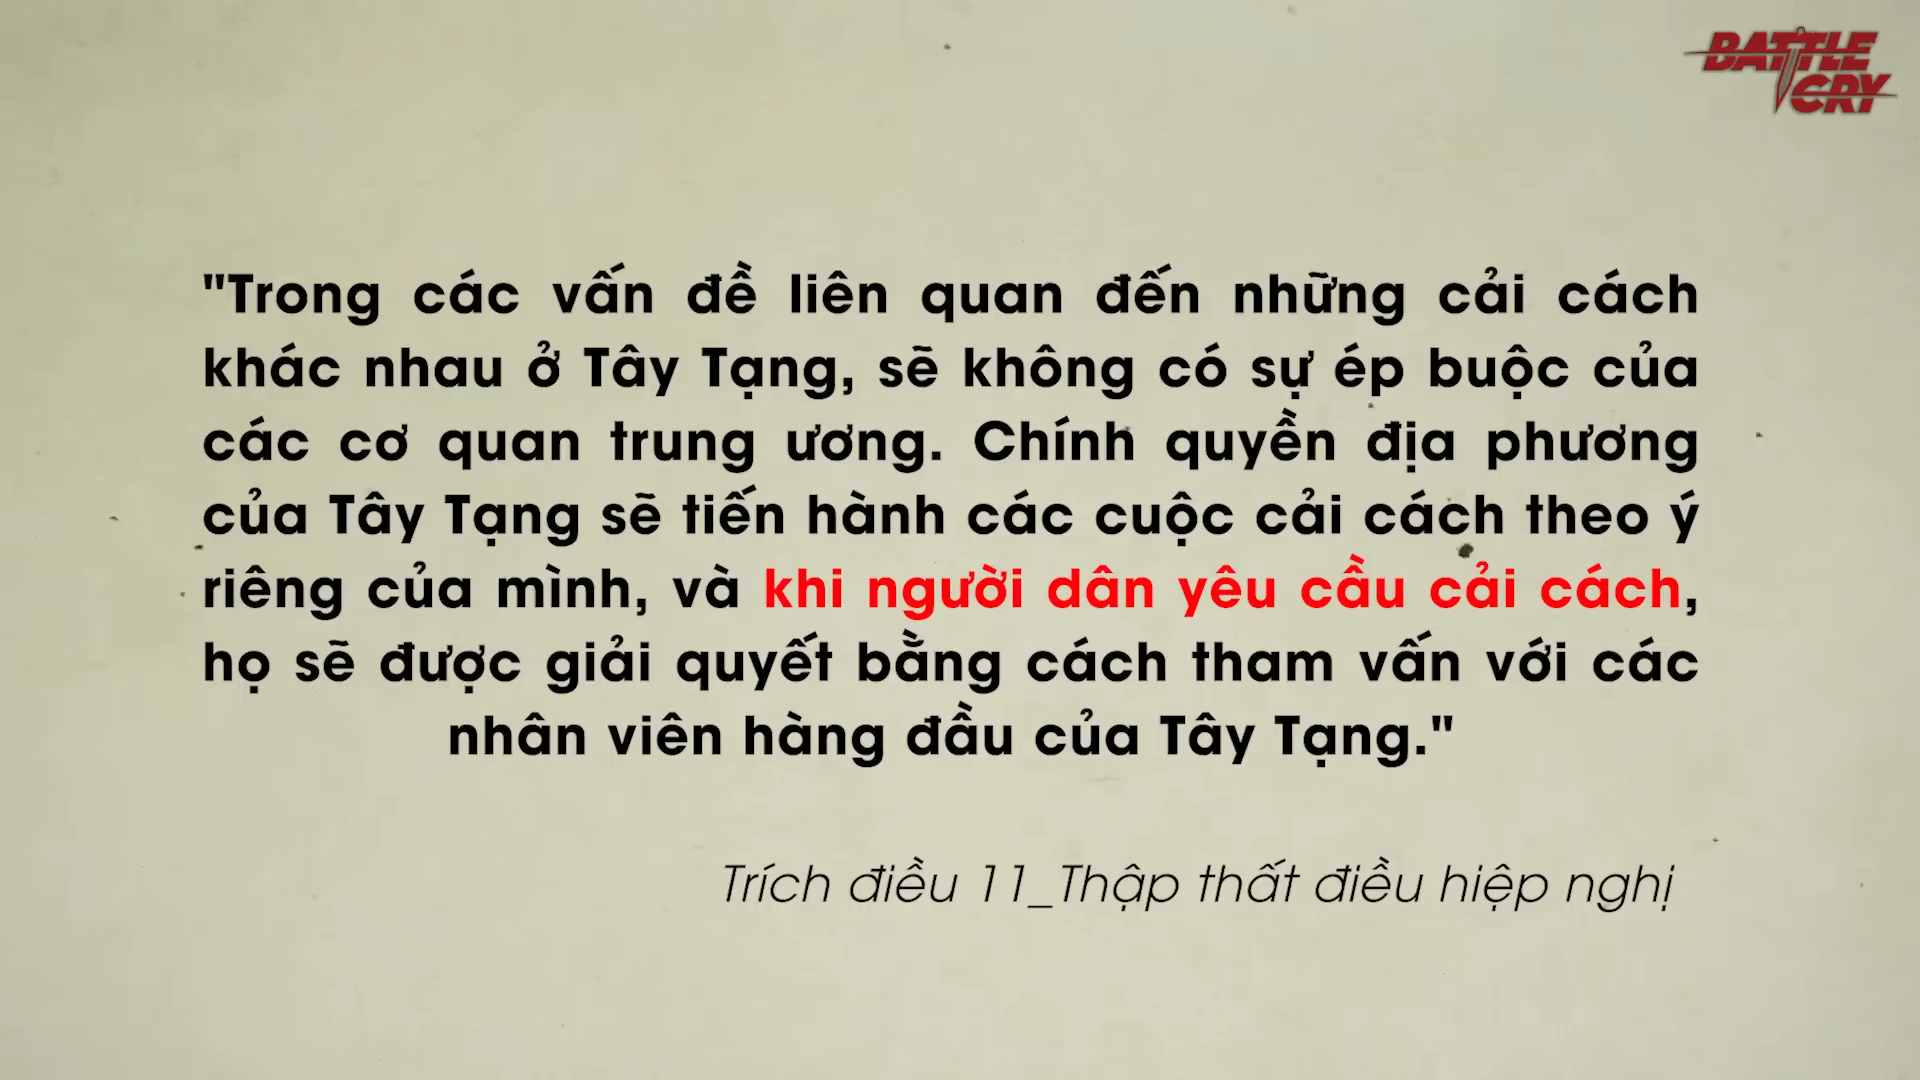 BATTLE
CRY
"Trong các vấn đề liên quan đến những cải cách
khác nhau ở Tây Tạng, sẽ không có sự ép buộc của
các cơ quan trung ương. Chính quyền địa phương
của Tây Tạng sẽ tiến hành các cuộc cải cách theo ý
riêng của mình, và khi người dân yêu cầu cải cách,
họ sẽ được giải quyết bằng cách tham vấn với các
nhân viên hàng đầu của Tây Tạng."
Trích điều 11_Thập thất điều hiệp nghị